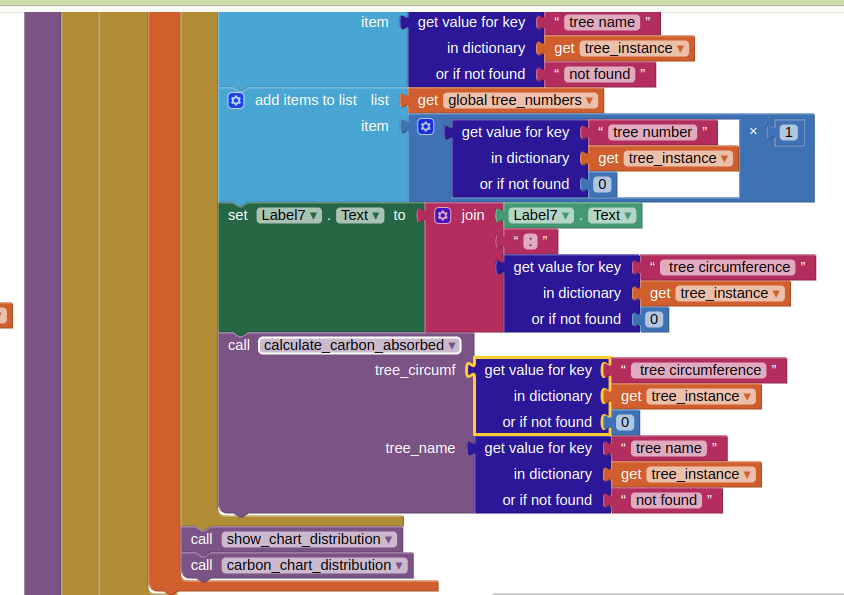 item get value for key “ tree name ”
in dictionary get tree_instance
or if not found “ not found ”
add items to list list get global tree_numbers
item get value for key “ tree number ” × 1
in dictionary get tree_instance
or if not found 0
set Label7 . Text to join Label7 . Text
“ : ”
get value for key “ tree circumference ”
in dictionary get tree_instance
or if not found 0
call calculate_carbon_absorbed
tree_circumf get value for key “ tree circumference ”
in dictionary get tree_instance
or if not found 0
tree_name get value for key “ tree name ”
in dictionary get tree_instance
or if not found “ not found ”
call show_chart_distribution
call carbon_chart_distribution